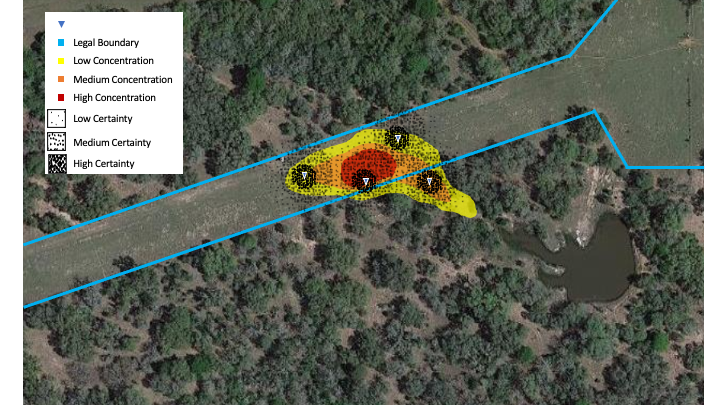 Legal Boundary
Low Concentration
Medium Concentration
High Concentration
Low Certainty
Medium Certainty
High Certainty